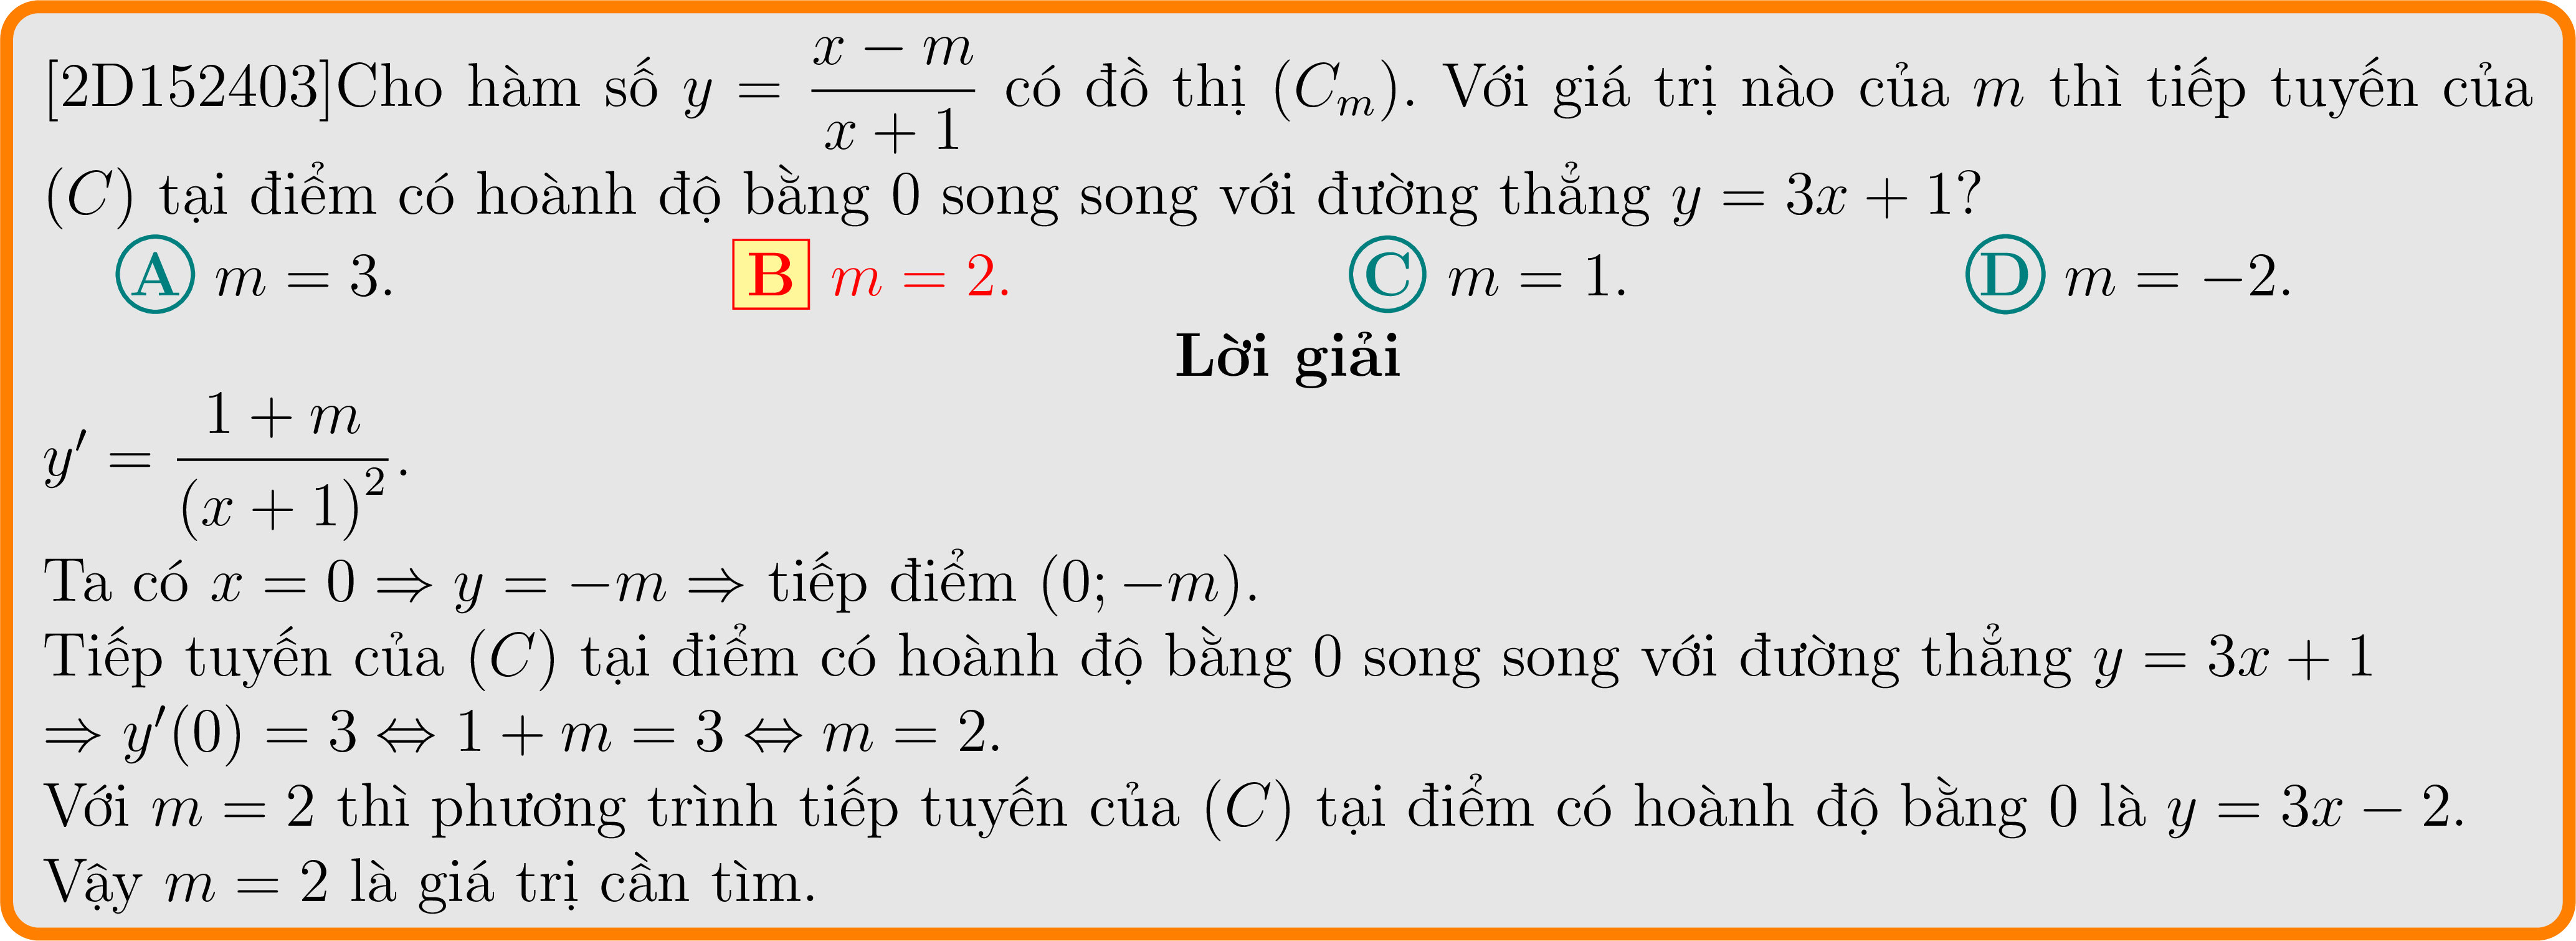 [2D152403]Cho hàm số $y = \dfrac{x-m}{x+1}$ có đồ thị $(C_m)$. Với giá trị nào của $m$ thì tiếp tuyến của
$(C)$ tại điểm có hoành độ bằng 0 song song với đường thẳng $y = 3x + 1$?
A $m = 3$. B $m = 2$. C $m = 1$. D $m = -2$.
Lời giải
$y' = \dfrac{1+m}{(x+1)^2}$.
Ta có $x = 0 \Rightarrow y = -m \Rightarrow$ tiếp điểm $(0; -m)$.
Tiếp tuyến của $(C)$ tại điểm có hoành độ bằng 0 song song với đường thẳng $y = 3x + 1$
$\Rightarrow y'(0) = 3 \Leftrightarrow 1 + m = 3 \Leftrightarrow m = 2$.
Với $m = 2$ thì phương trình tiếp tuyến của $(C)$ tại điểm có hoành độ bằng 0 là $y = 3x - 2$.
Vậy $m = 2$ là giá trị cần tìm.